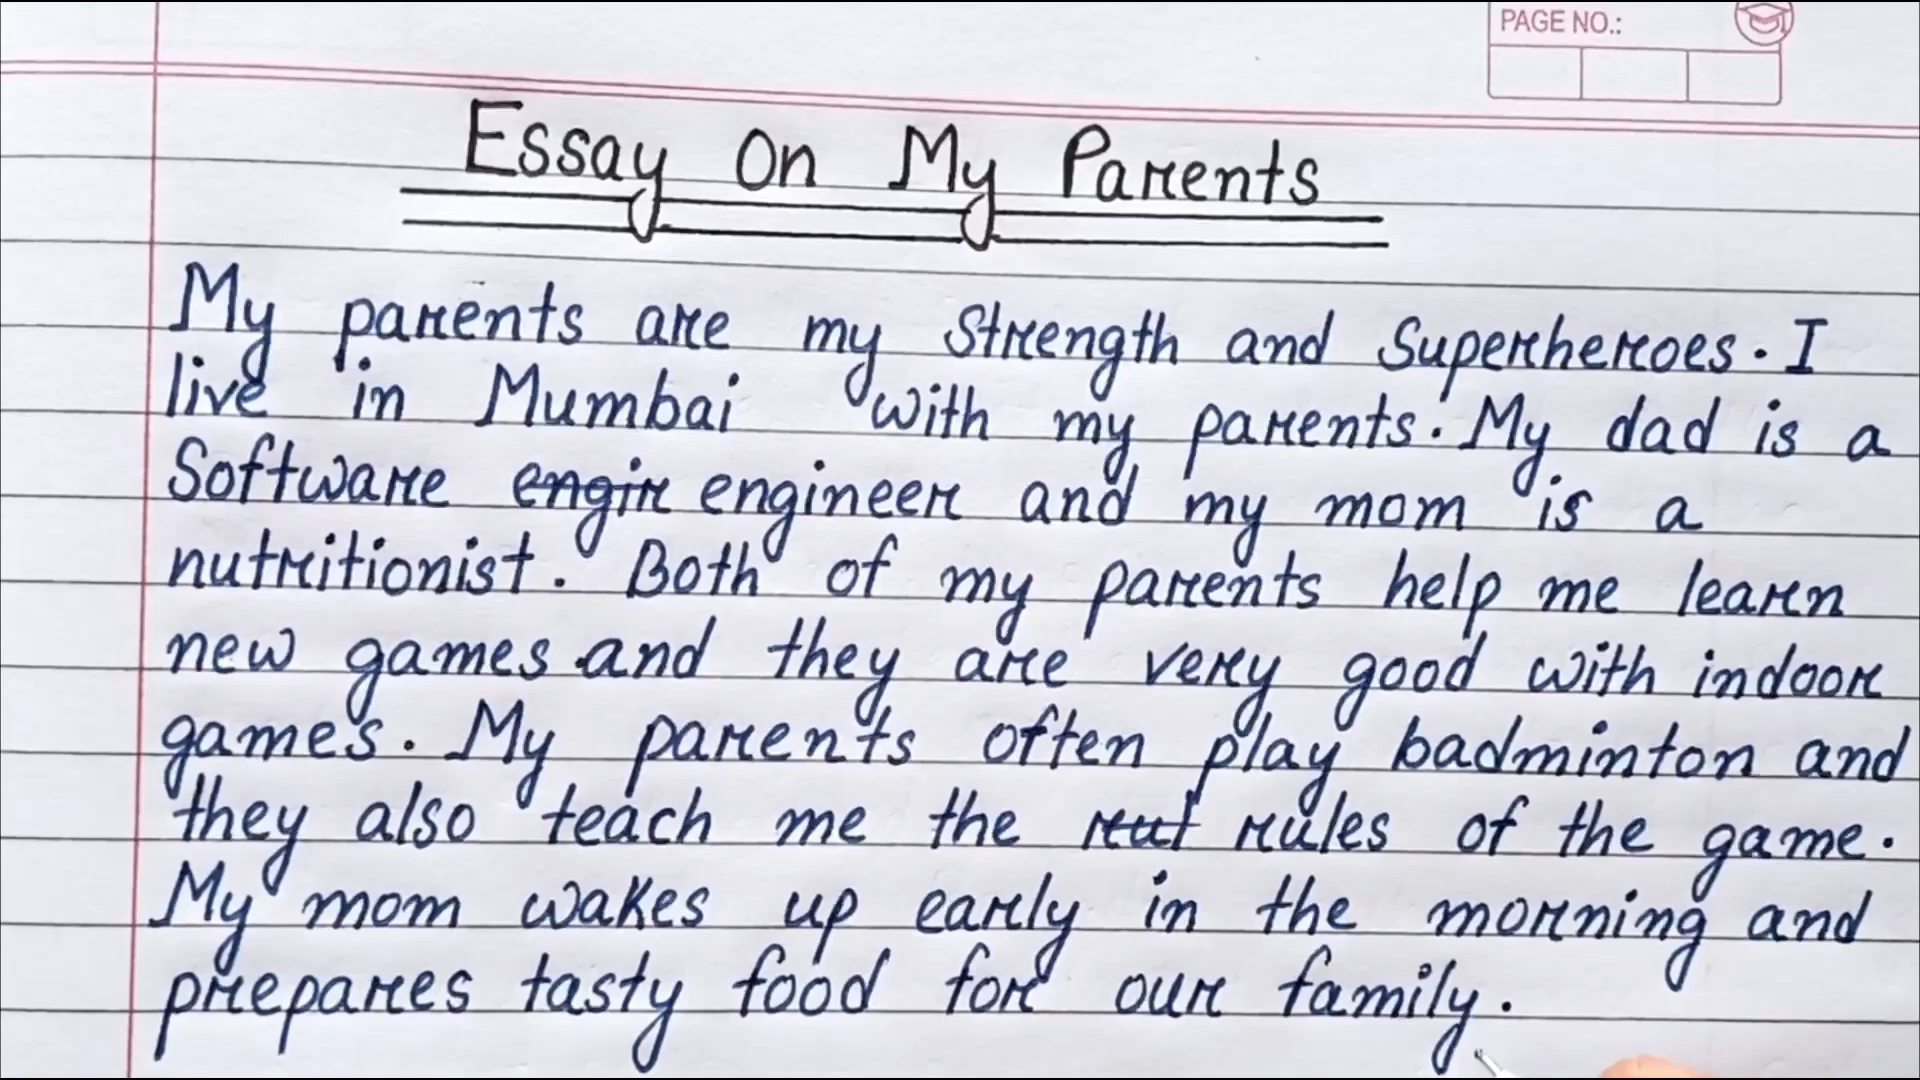 PAGE NO.:
Essay On My Parents
My parents are my Strength and Superheroes. I
live in Mumbai with my parents. My dad is a
Software engin engineer and my mom is a
nutritionist. Both of my parents help me learn
new games and they are very good with indoor
games. My parents often play badminton and
they also teach me the rul rules of the game.
My mom wakes up early in the morning and
prepares tasty food for our family.